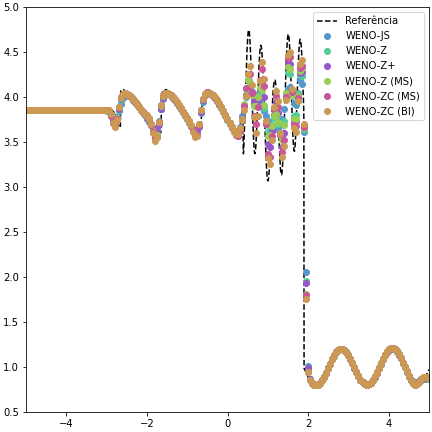 5.0
4.5
4.0
3.5
3.0
2.5
2.0
1.5
1.0
0.5
−4
−2
0
2
4
Referência
WENO-JS
WENO-Z
WENO-Z+
WENO-Z (MS)
WENO-ZC (MS)
WENO-ZC (BI)